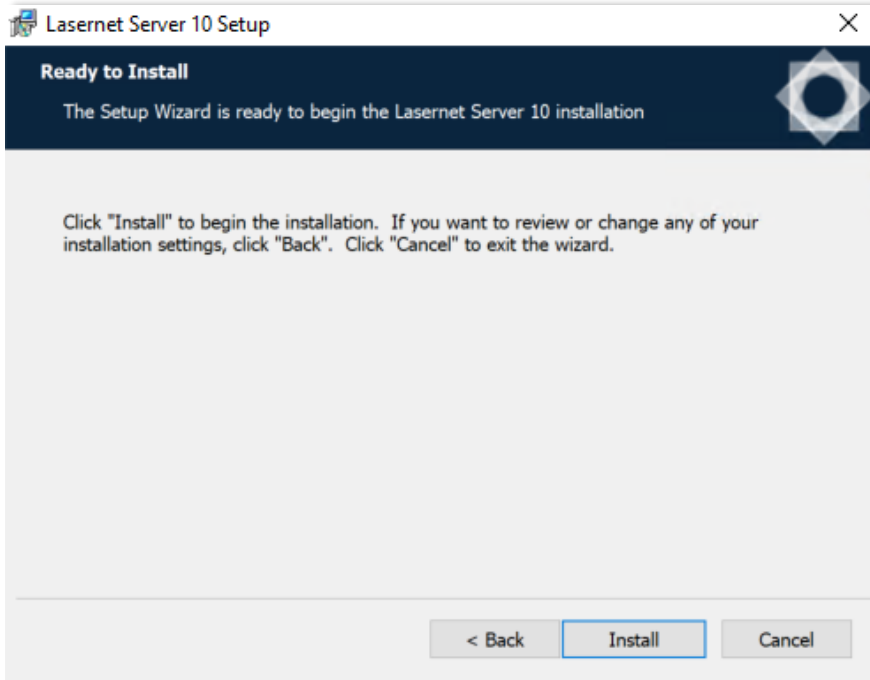 Lasernet Server 10 Setup
Ready to Install
The Setup Wizard is ready to begin the Lasernet Server 10 installation
Click "Install" to begin the installation.  If you want to review or change any of your
installation settings, click "Back".  Click "Cancel" to exit the wizard.
< Back
Install
Cancel